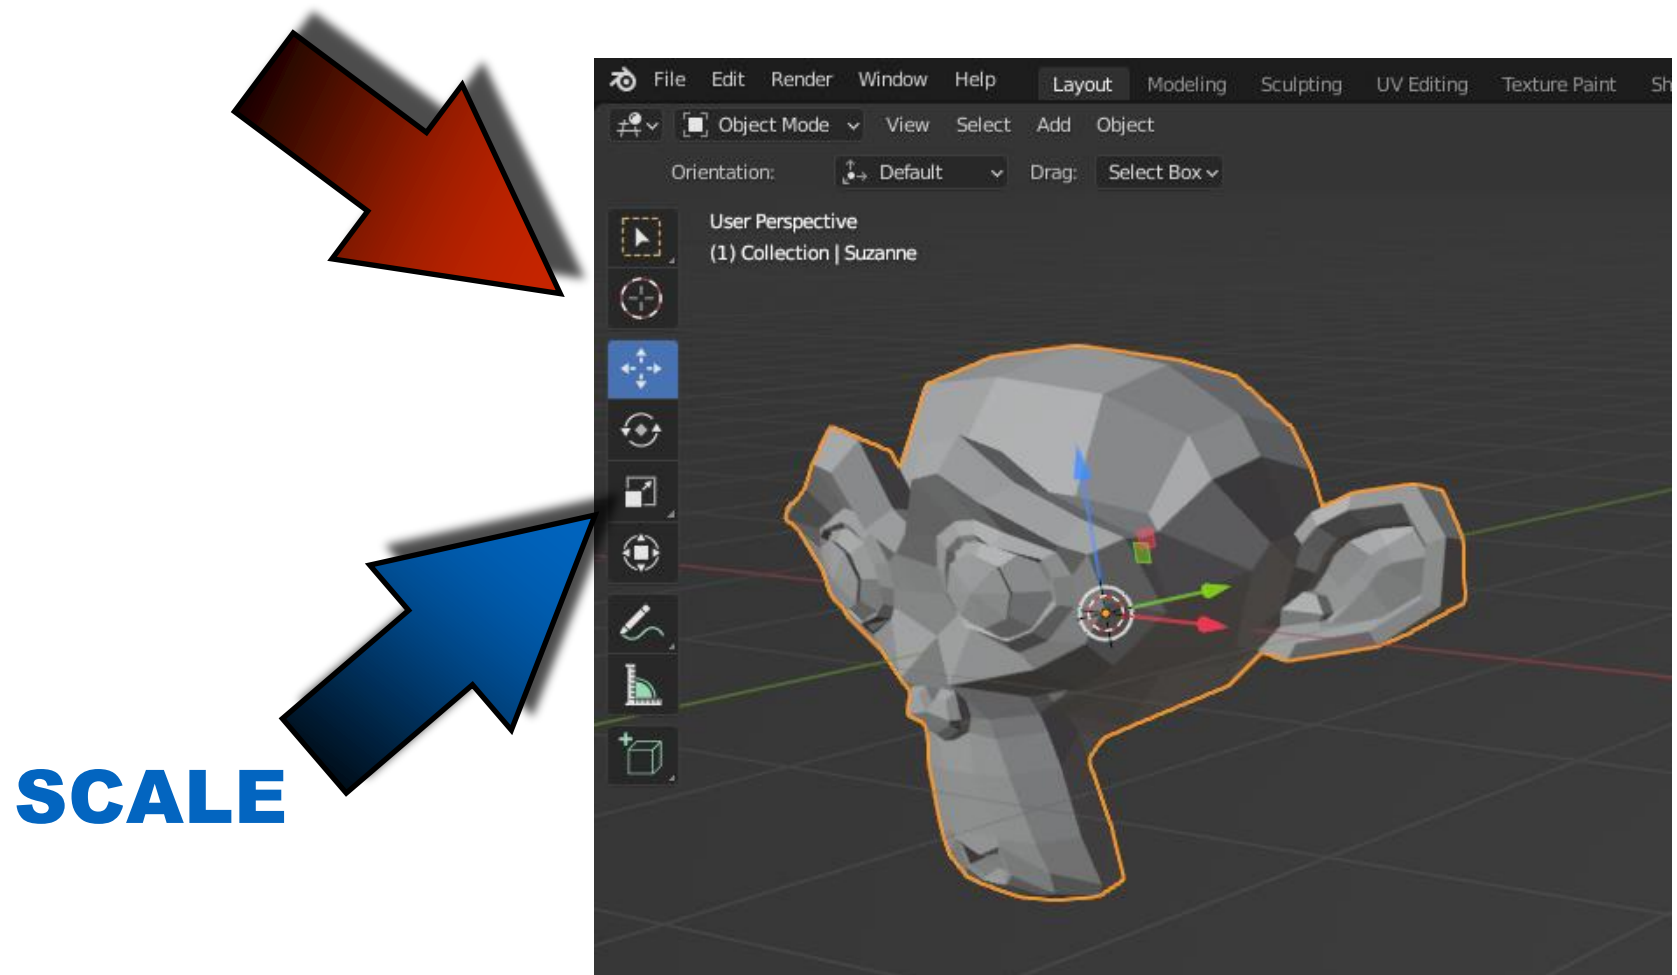 File Edit Render Window Help Layout Modeling Sculpting UV Editing Texture Paint Sh
Object Mode View Select Add Object
Orientation: Default Drag: Select Box
User Perspective
(1) Collection | Suzanne
SCALE